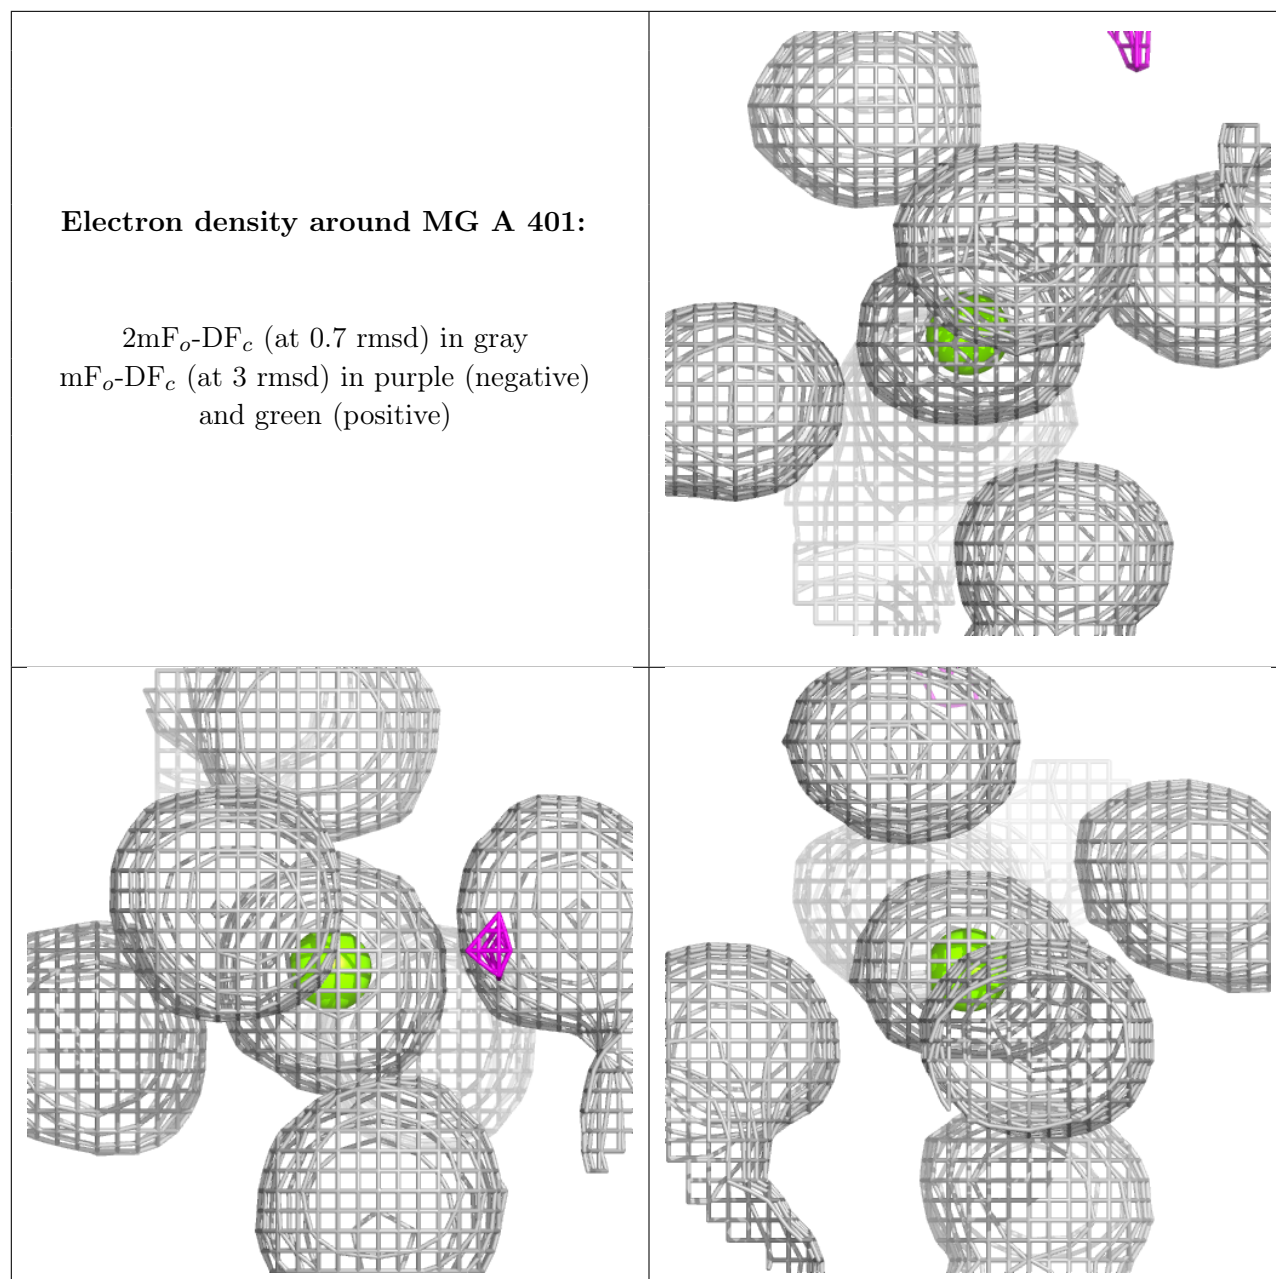 Electron density around MG A 401:
2mFo-DFc (at 0.7 rmsd) in gray
mFo-DFc (at 3 rmsd) in purple (negative)
and green (positive)